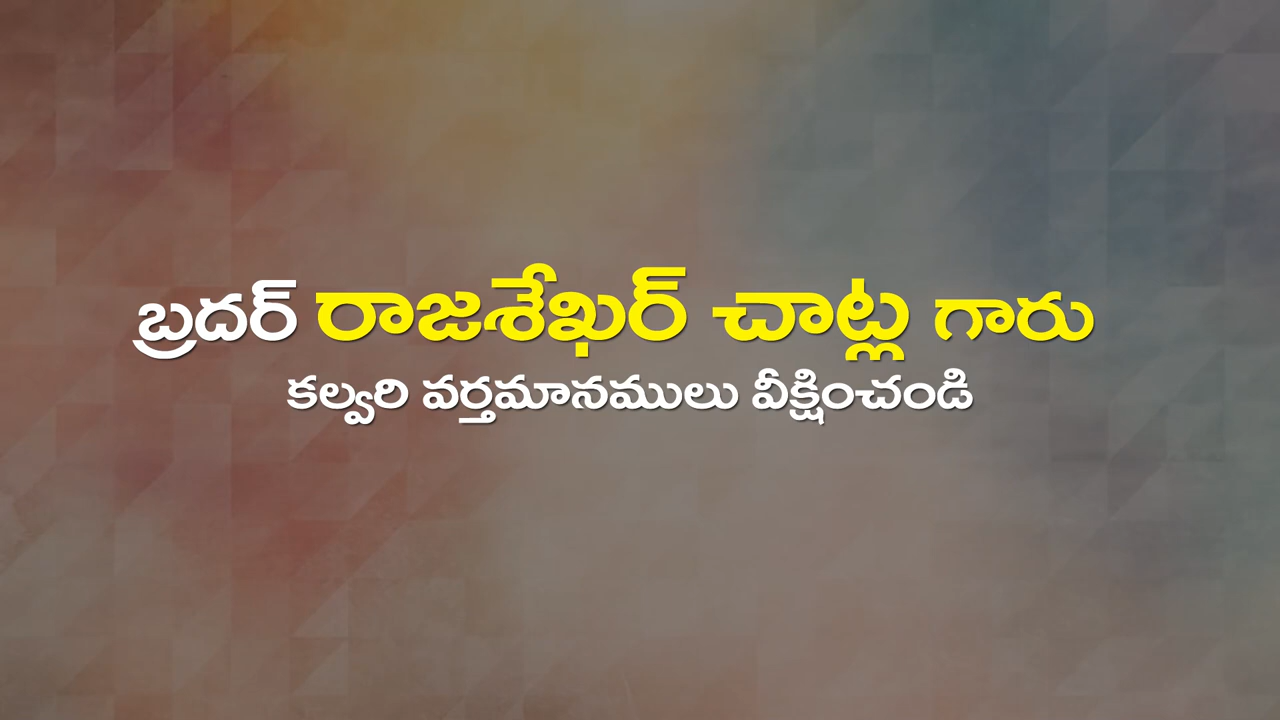 బ్రదర్ రాజశేఖర్ చాట్ల గారు
కల్వరి వర్తమానములు వీక్షించండి